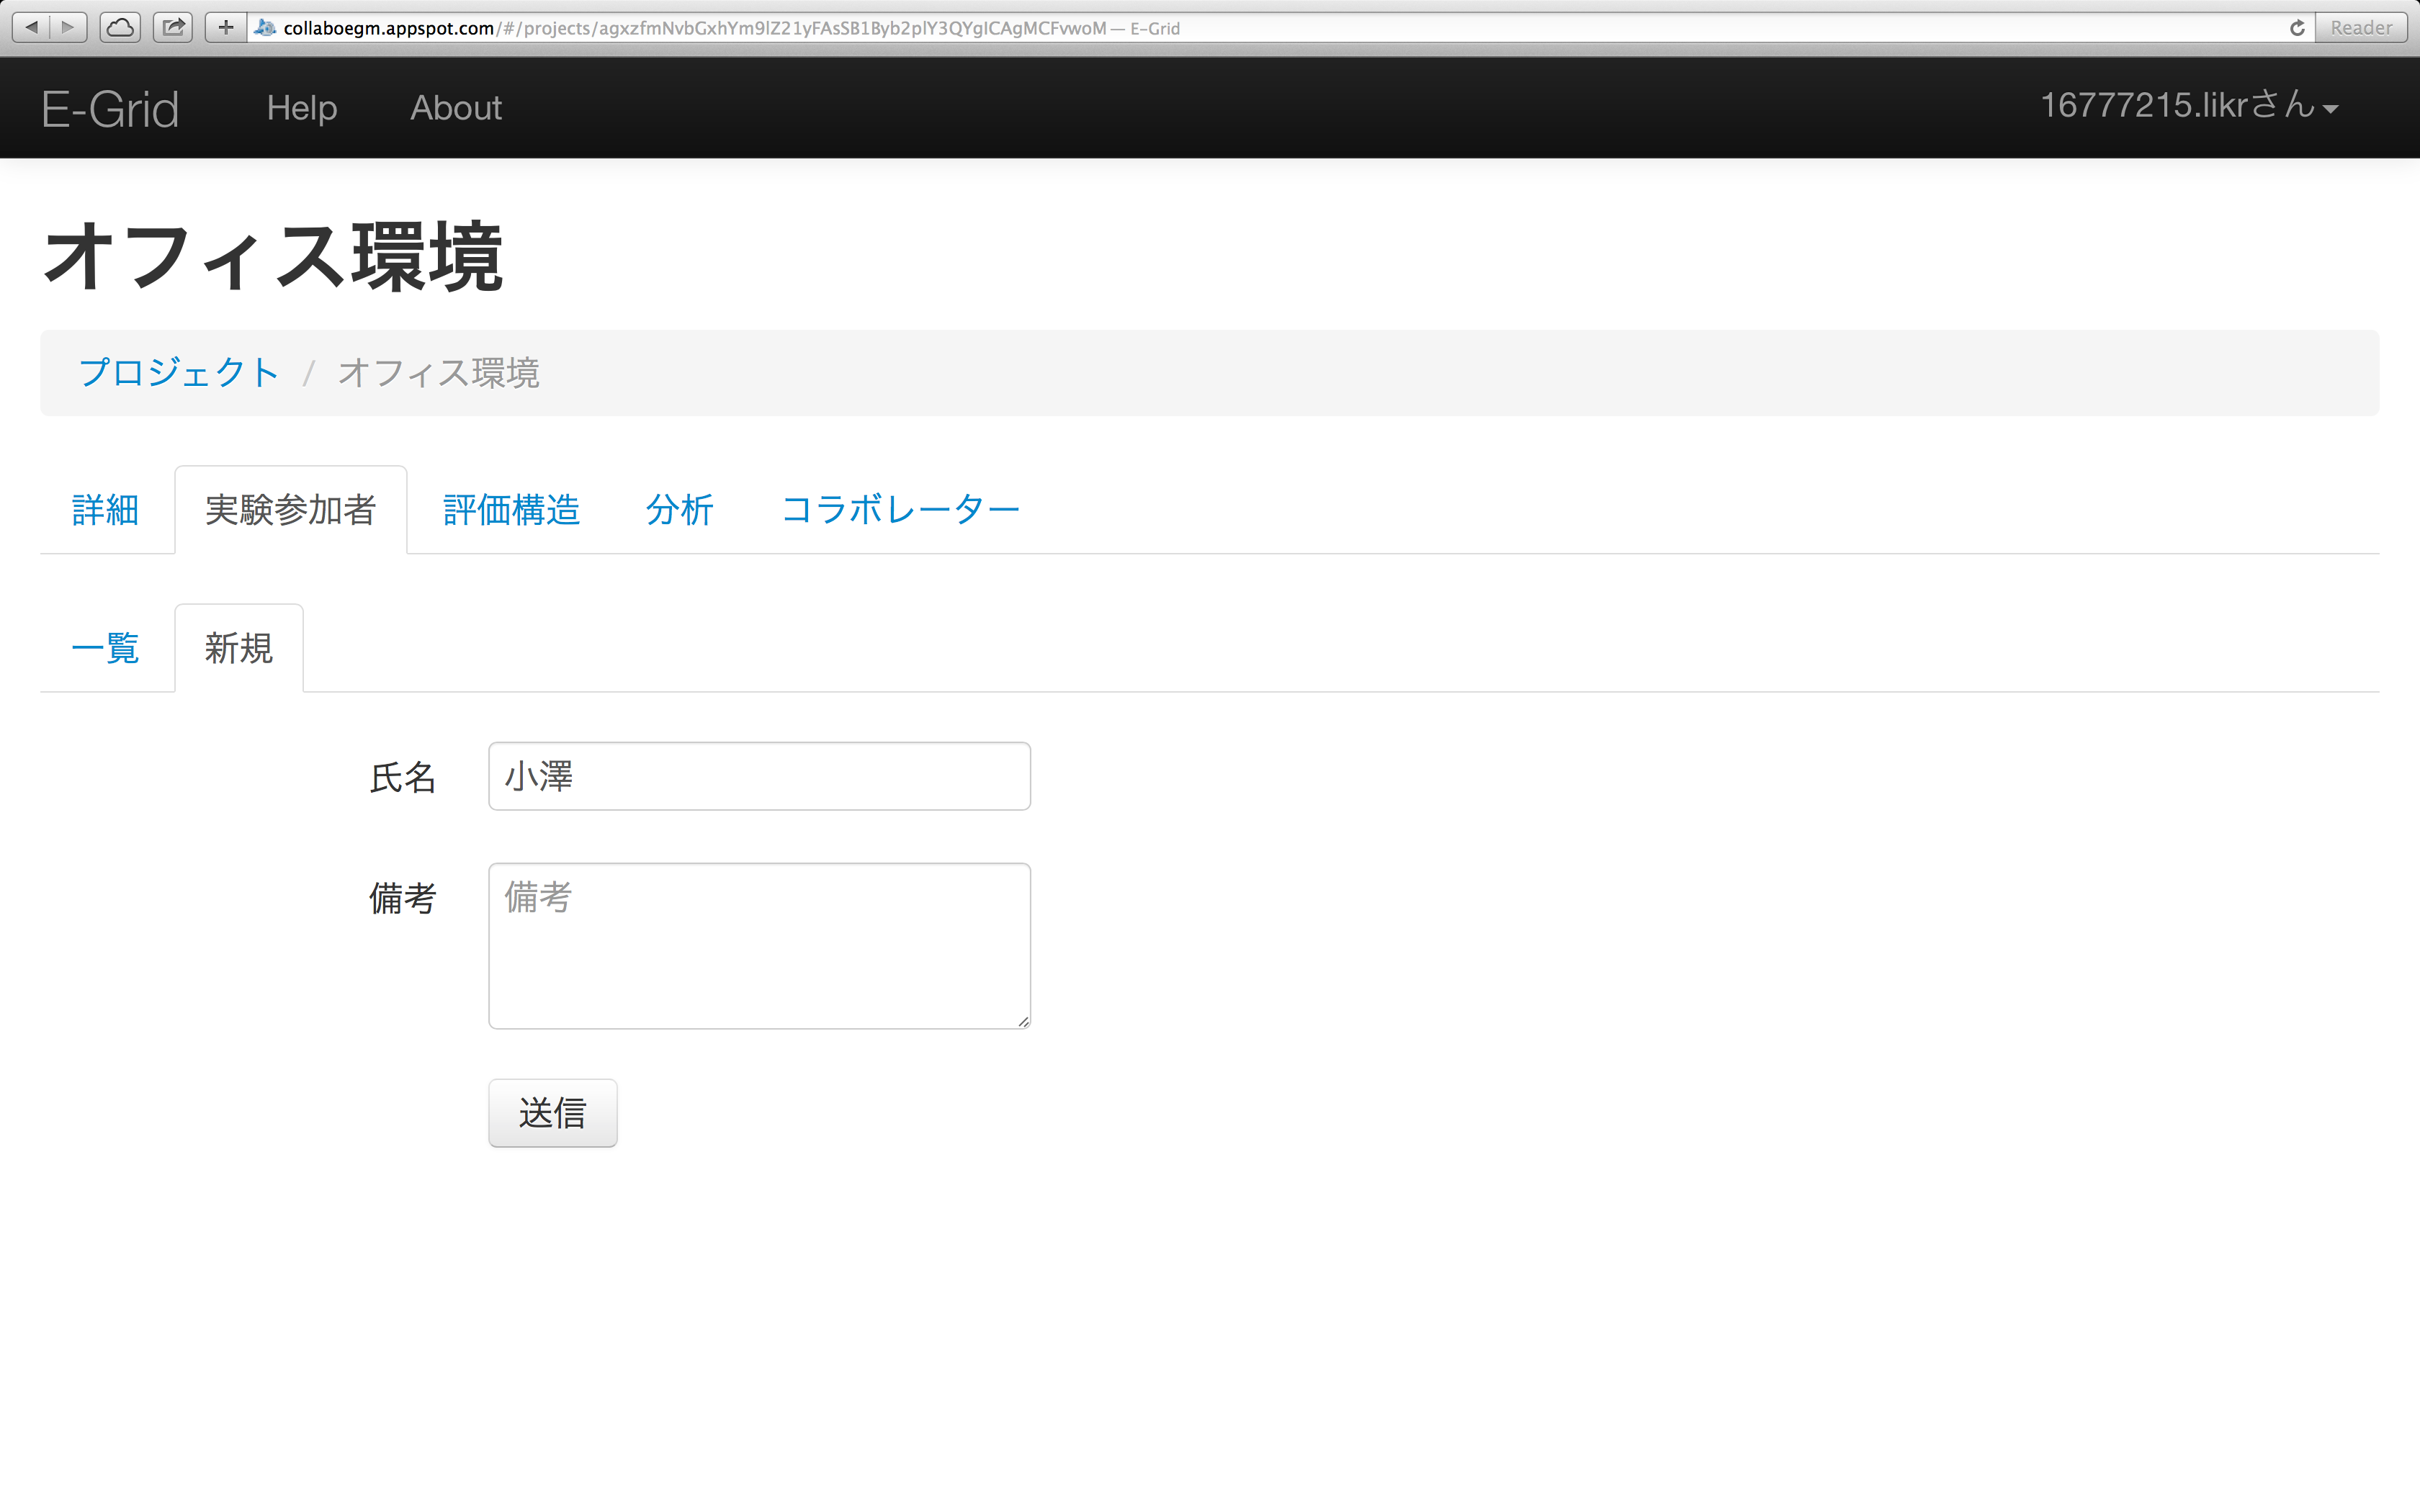 collaboegm.appspot.com/#/projects/agxzfmNvbGxhYm9lZ21yFAsSB1Byb2plY3QYgICAgMCFvwoM — E-Grid
Reader
E-Grid Help About 16777215.likrさん
オフィス環境
プロジェクト / オフィス環境
詳細 実験参加者 評価構造 分析 コラボレーター
一覧 新規
氏名 小澤
備考 備考
送信